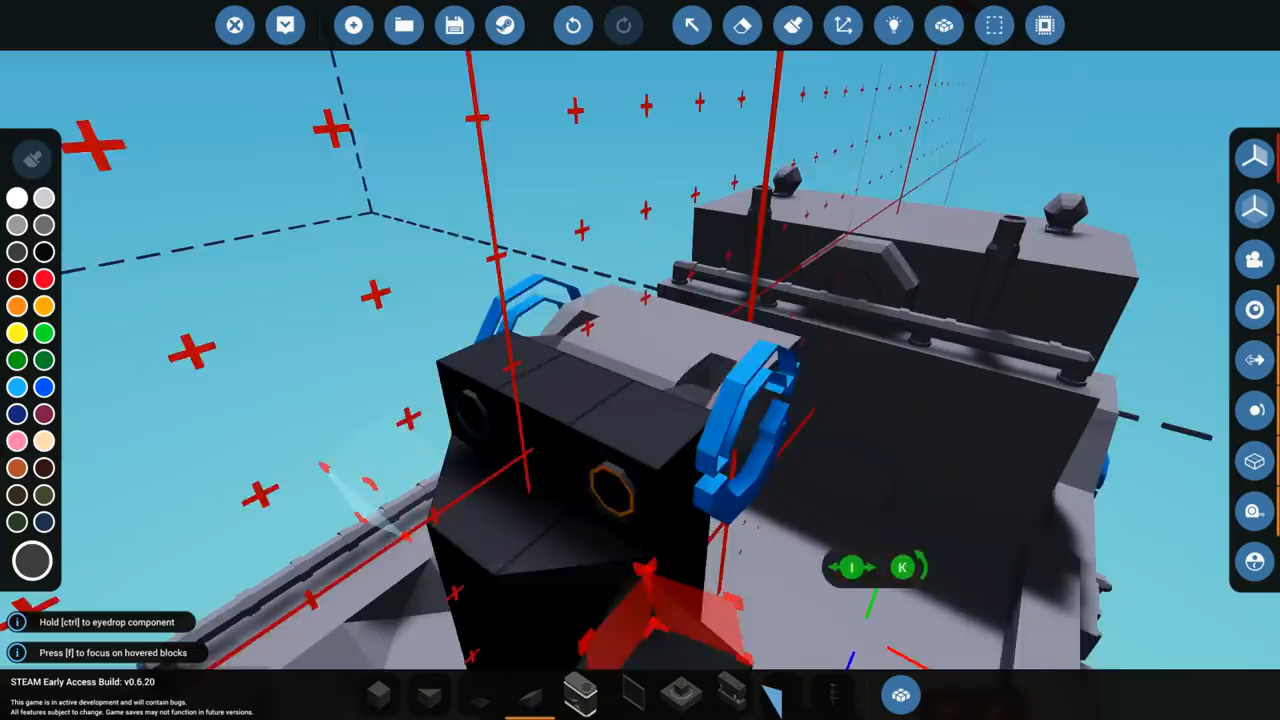 I K
Hold [ctrl] to eyedrop component
Press [f] to focus on hovered blocks
STEAM Early Access Build: v0.6.20
This game is in active development and will contain bugs.
All features subject to change. Game saves may not function in future versions.